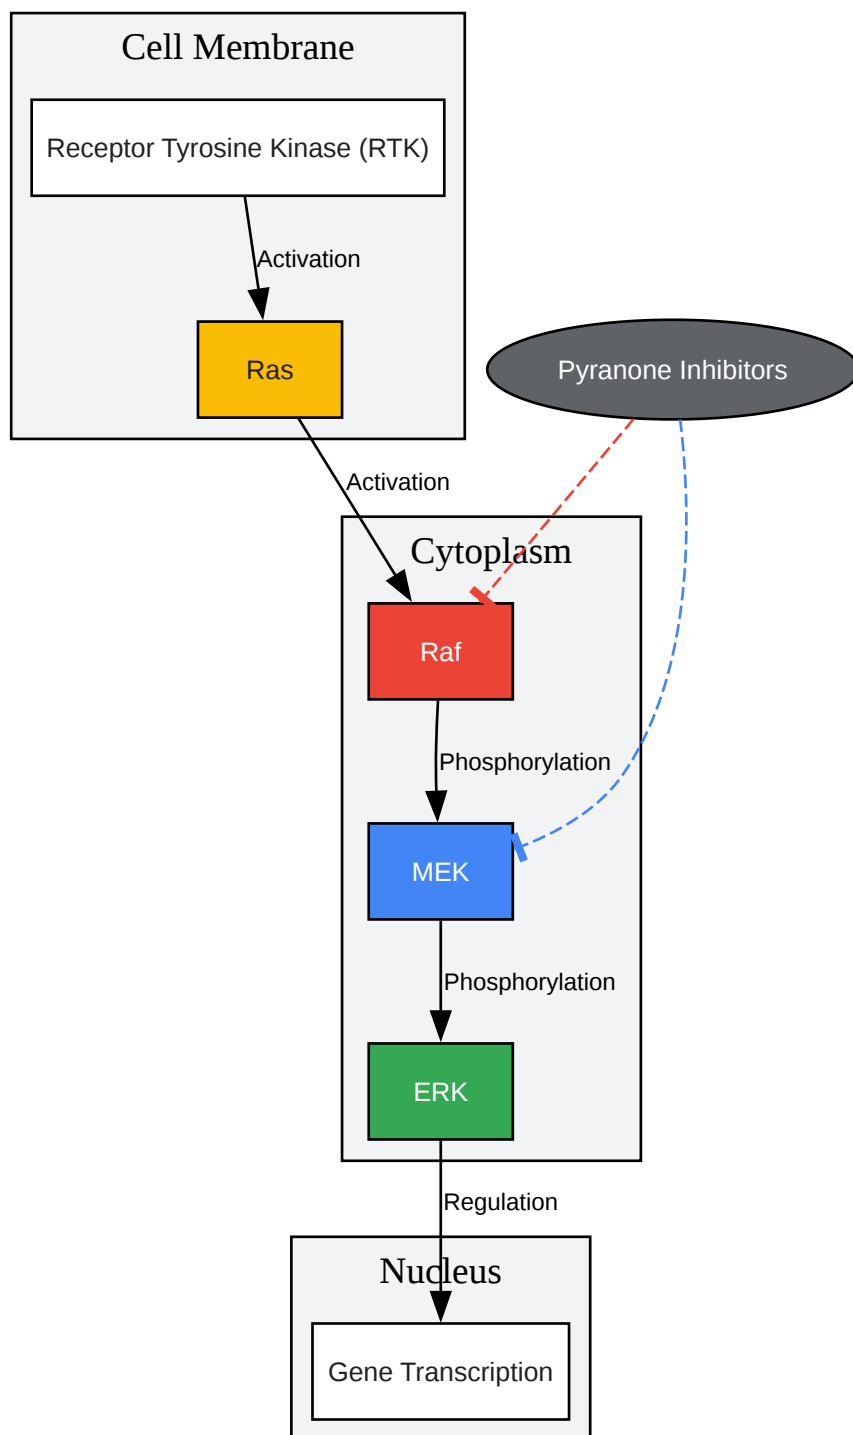 Cell Membrane
Receptor Tyrosine Kinase (RTK)
Activation
Ras
Pyranone Inhibitors
Activation
Cytoplasm
Raf
Phosphorylation
MEK
Phosphorylation
ERK
Regulation
Nucleus
Gene Transcription